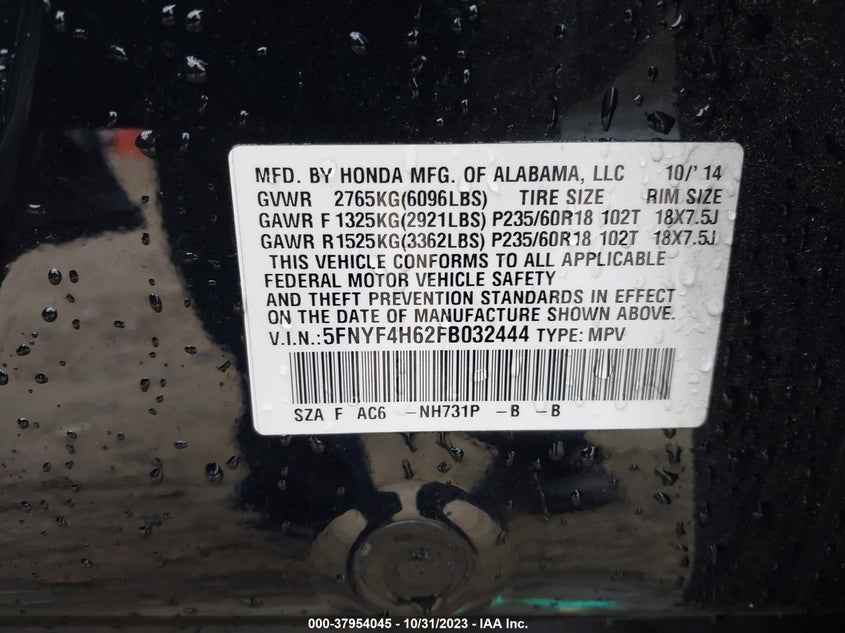 MFD. BY HONDA MFG. OF ALABAMA, LLC 10/'14
GVWR 2765KG(6096LBS) TIRE SIZE RIM SIZE
GAWR F 1325KG(2921LBS) P235/60R18 102T 18X7.5J
GAWR R 1525KG(3362LBS) P235/60R18 102T 18X7.5J
THIS VEHICLE CONFORMS TO ALL APPLICABLE
FEDERAL MOTOR VEHICLE SAFETY
AND THEFT PREVENTION STANDARDS IN EFFECT
ON THE DATE OF MANUFACTURE SHOWN ABOVE.
V.I.N.:5FNYF4H62FB032444 TYPE: MPV
SZA F AC6 -NH731P -B -B
000-37954045 - 10/31/2023 - IAA Inc.